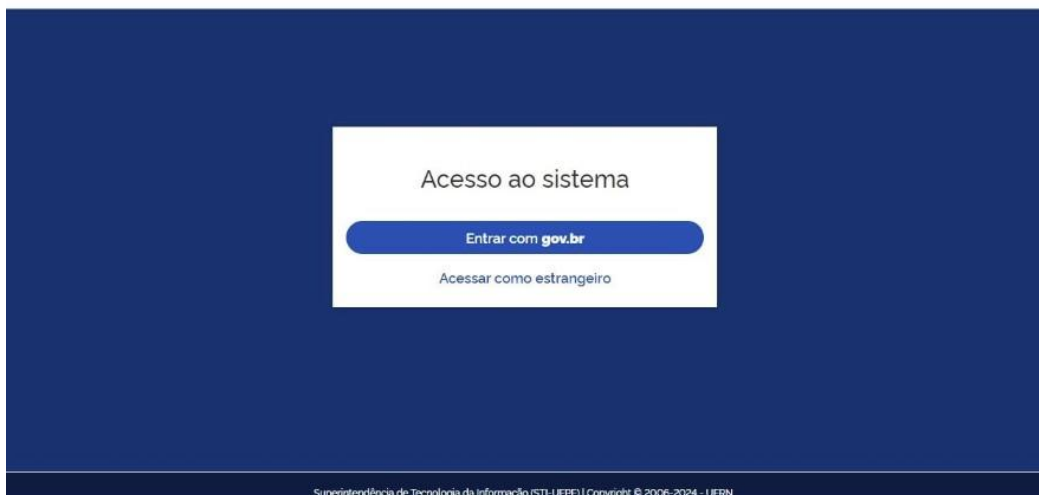 Acesso ao sistema
Entrar com gov.br
Acessar como estrangeiro
Superintendência de Tecnologia da Informação (STI-UFPE) | Copyright © 2006-2024 - UFRN